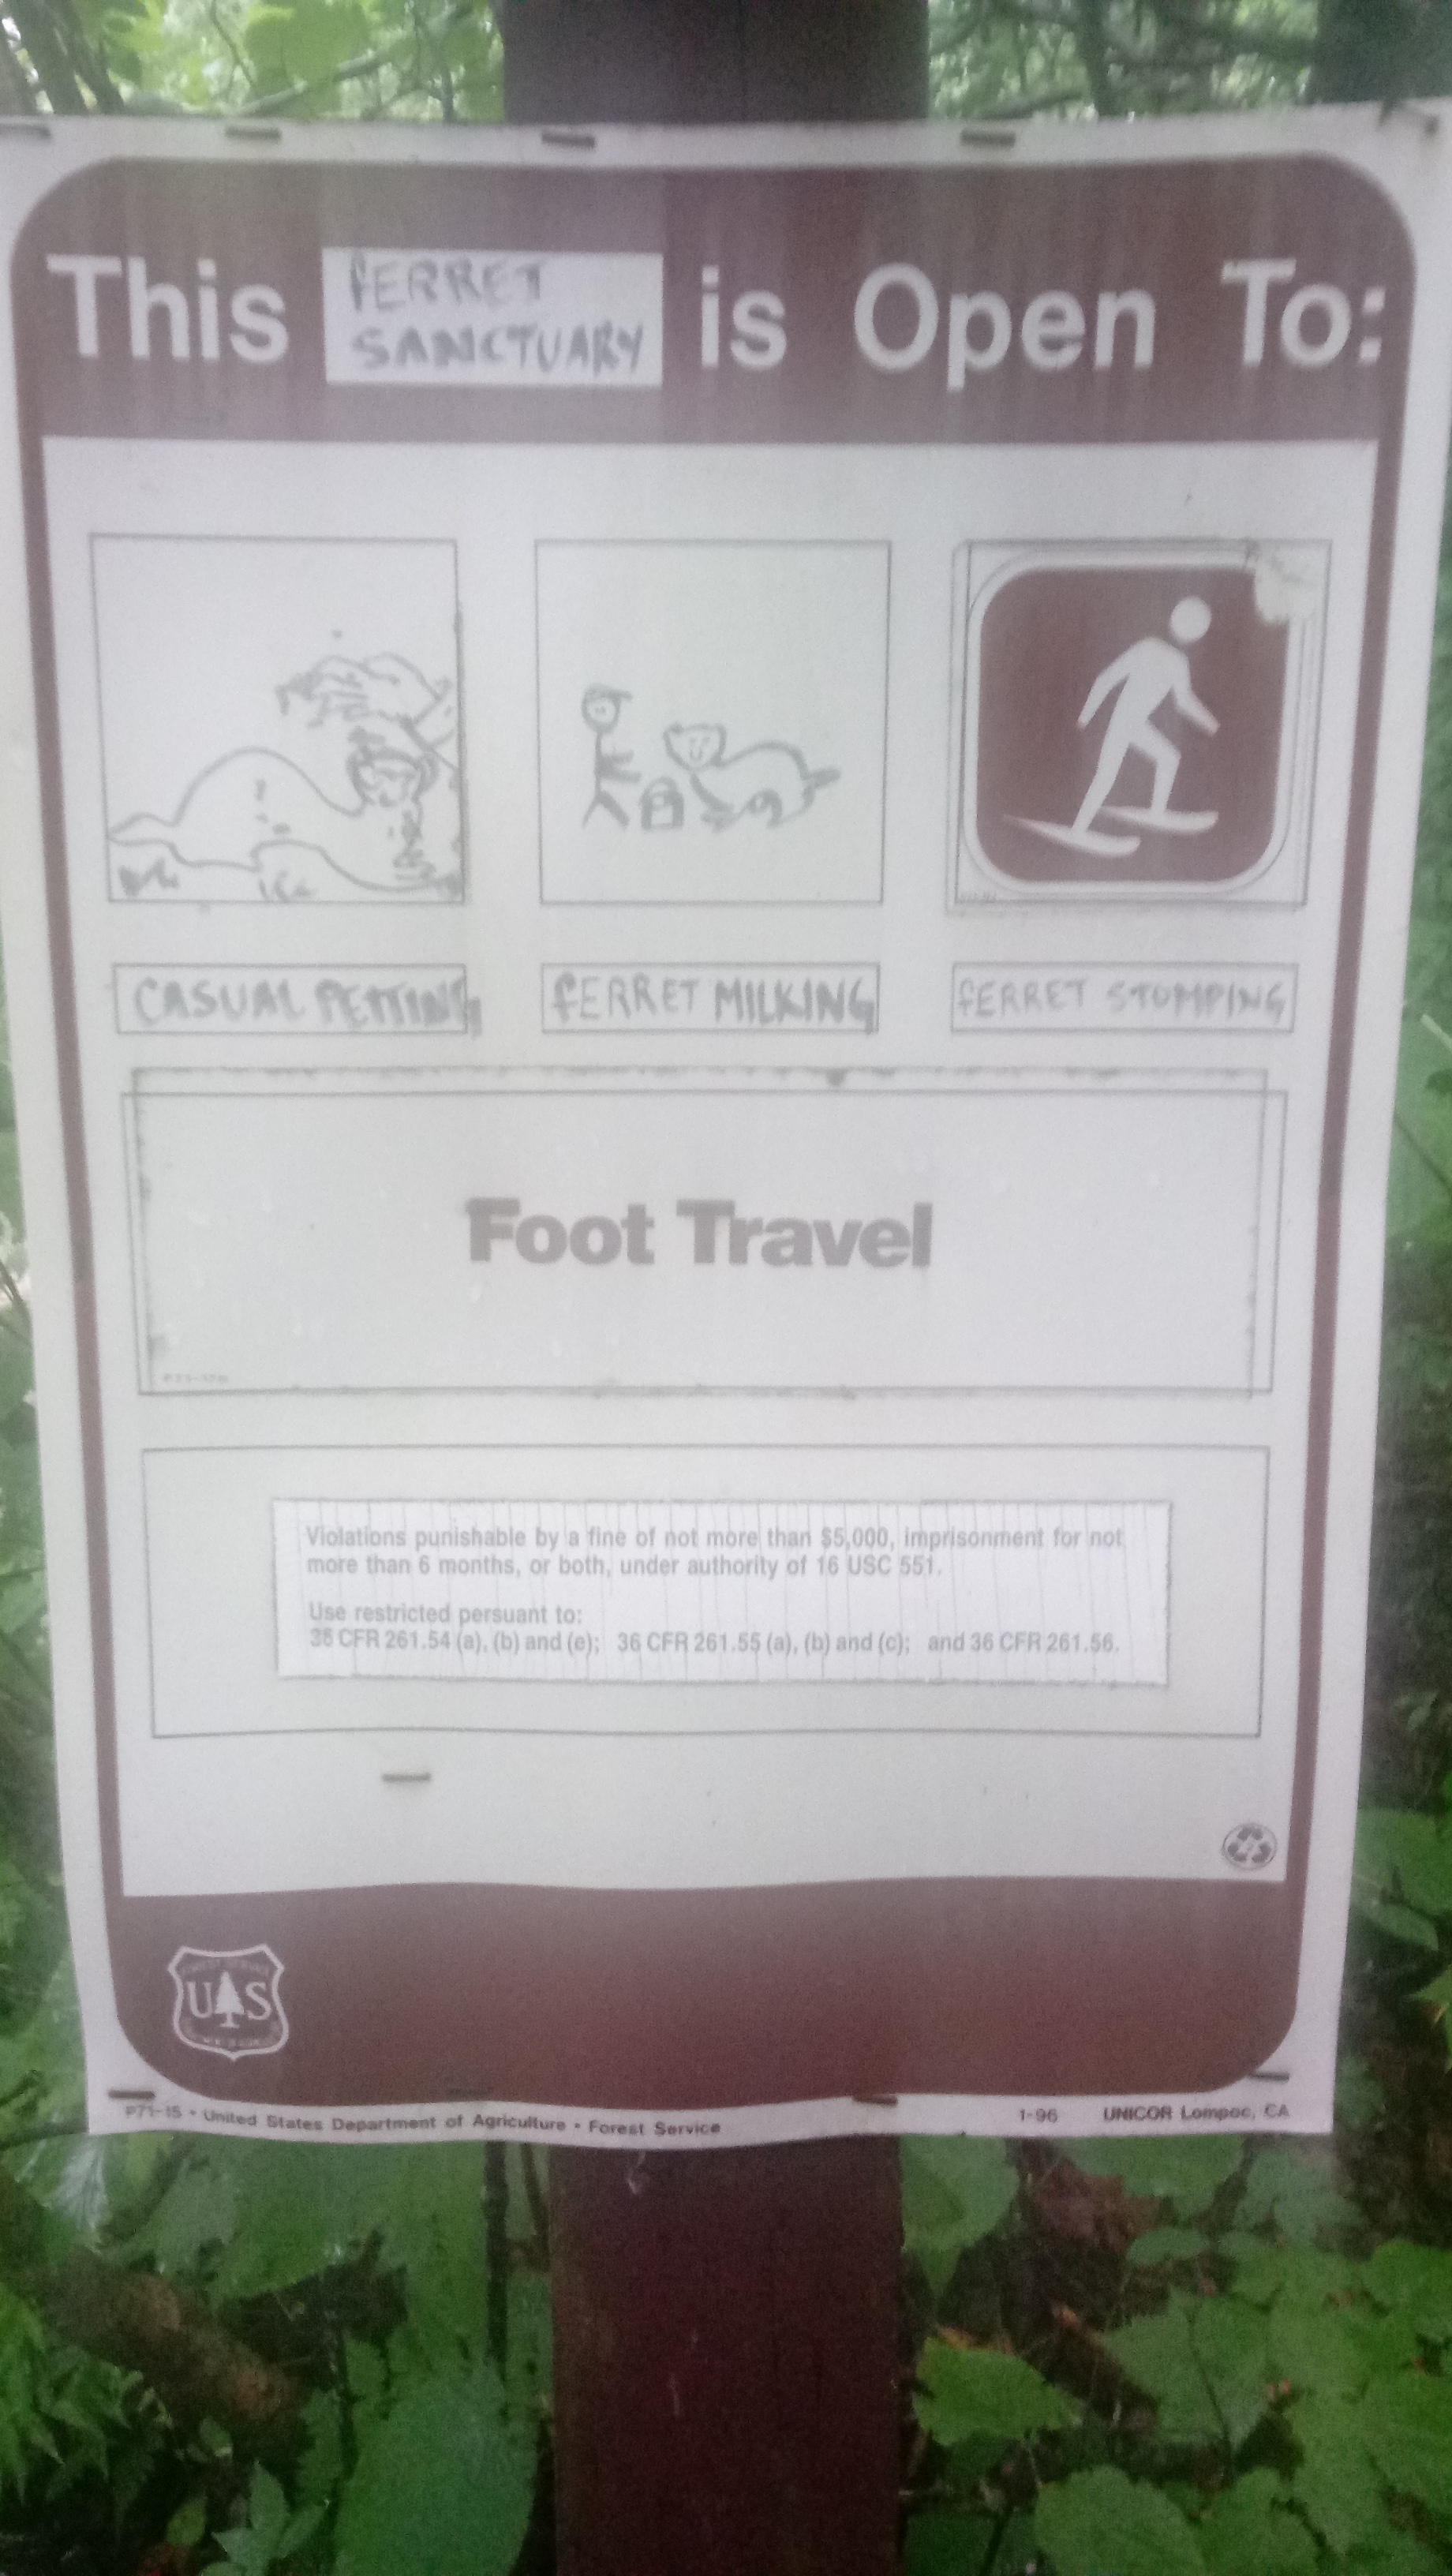 This FERRET SANCTUARY is Open To:
CASUAL PETTING FERRET MILKING FERRET STOMPING
Foot Travel
Violations punishable by a fine of not more than $5,000, imprisonment for not
more than 6 months, or both, under authority of 16 USC 551.
Use restricted persuant to:
36 CFR 261.54 (a), (b) and (e); 36 CFR 261.55 (a), (b) and (c); and 36 CFR 261.56.
US
P71-15 • United States Department of Agriculture • Forest Service 1-96 UNICOR Lompoc, CA